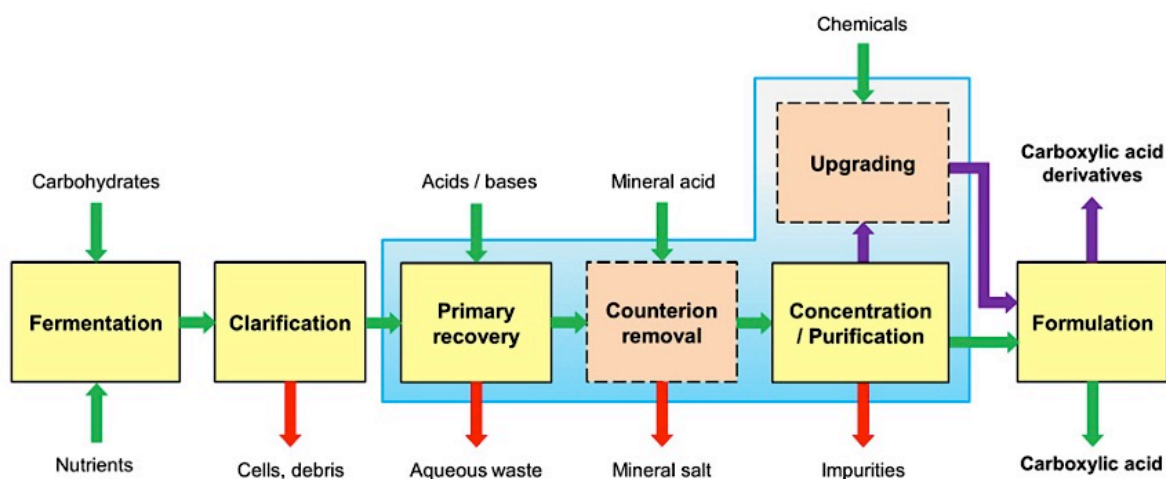 Chemicals
Upgrading
Carboxylic acid
derivatives
Carbohydrates
Acids / bases
Mineral acid
Fermentation
Clarification
Primary
recovery
Counterion
removal
Concentration
/ Purification
Formulation
Nutrients
Cells, debris
Aqueous waste
Mineral salt
Impurities
Carboxylic acid